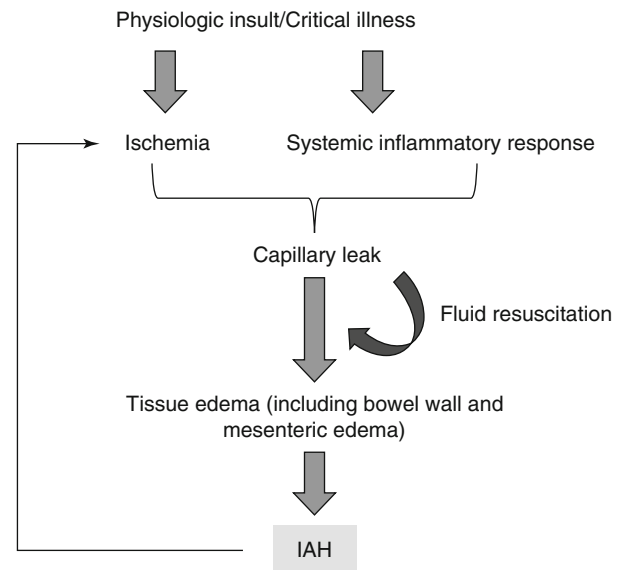 Physiologic insult/Critical illness
Ischemia
Systemic inflammatory response
Capillary leak
Fluid resuscitation
Tissue edema (including bowel wall and
mesenteric edema)
IAH